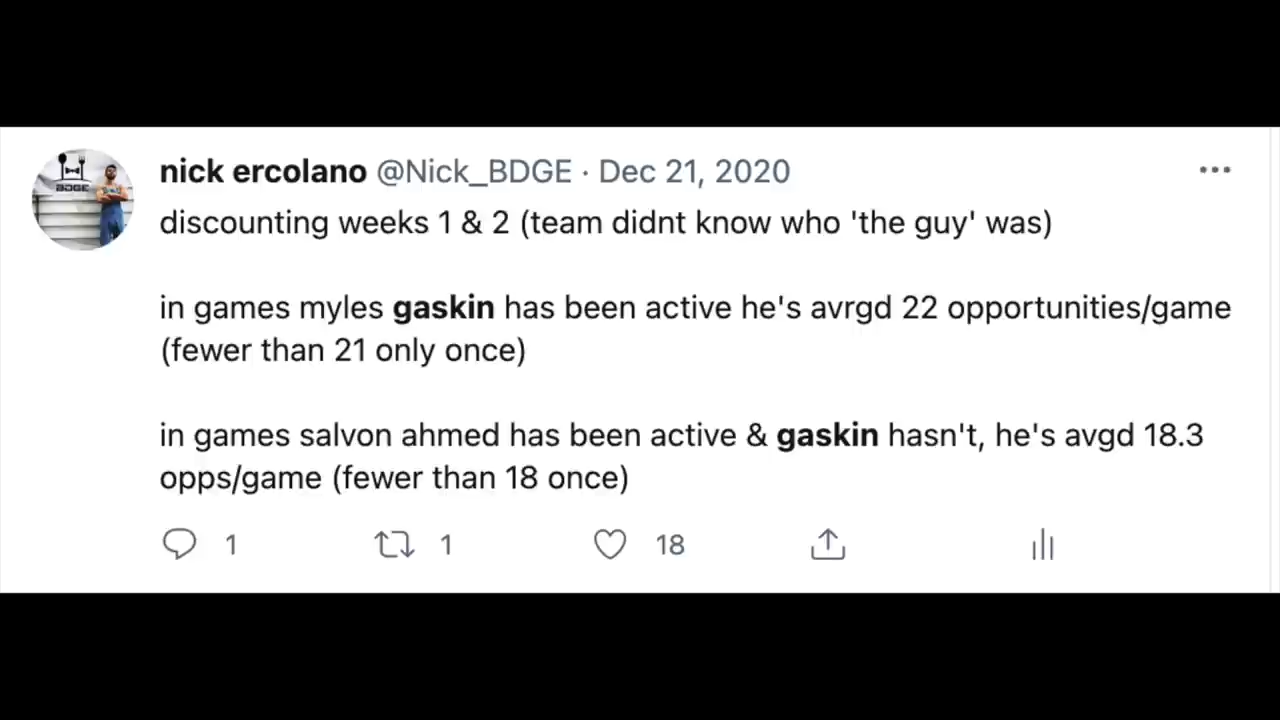 BDGE
nick ercolano @Nick_BDGE · Dec 21, 2020
discounting weeks 1 & 2 (team didnt know who 'the guy' was)
in games myles gaskin has been active he's avrgd 22 opportunities/game
(fewer than 21 only once)
in games salvon ahmed has been active & gaskin hasn't, he's avgd 18.3
opps/game (fewer than 18 once)
1 1 18